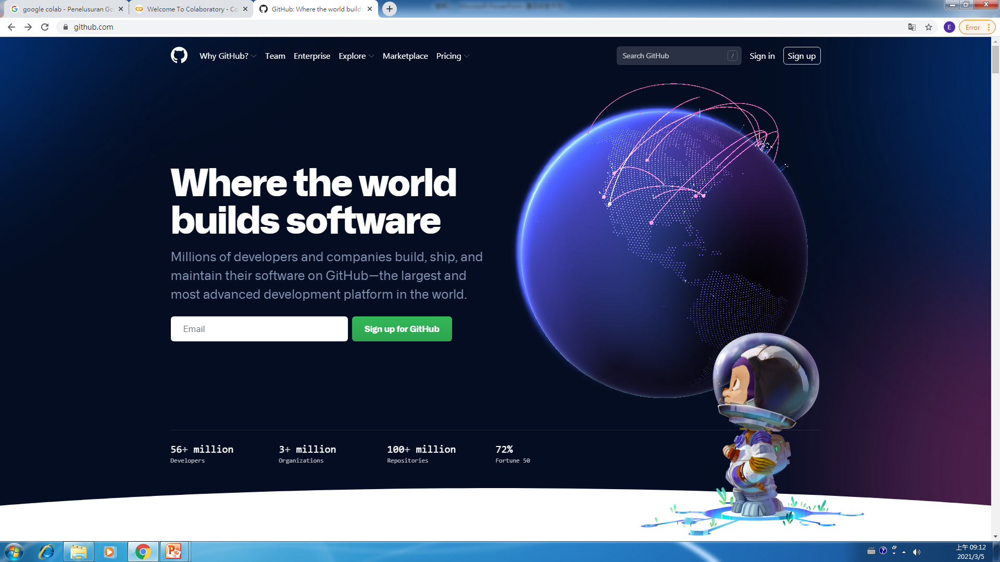 google colab - Penelusuran Go
Welcome To Colaboratory - Co
GitHub: Where the world build
github.com
E
Error
Why GitHub?
Team
Enterprise
Explore
Marketplace
Pricing
Search GitHub
/
Sign in
Sign up
Where the world
builds software
Millions of developers and companies build, ship, and
maintain their software on GitHub—the largest and
most advanced development platform in the world.
Email
Sign up for GitHub
56+ million
Developers
3+ million
Organizations
100+ million
Repositories
72%
Fortune 50
上午 09:12
2021/3/5